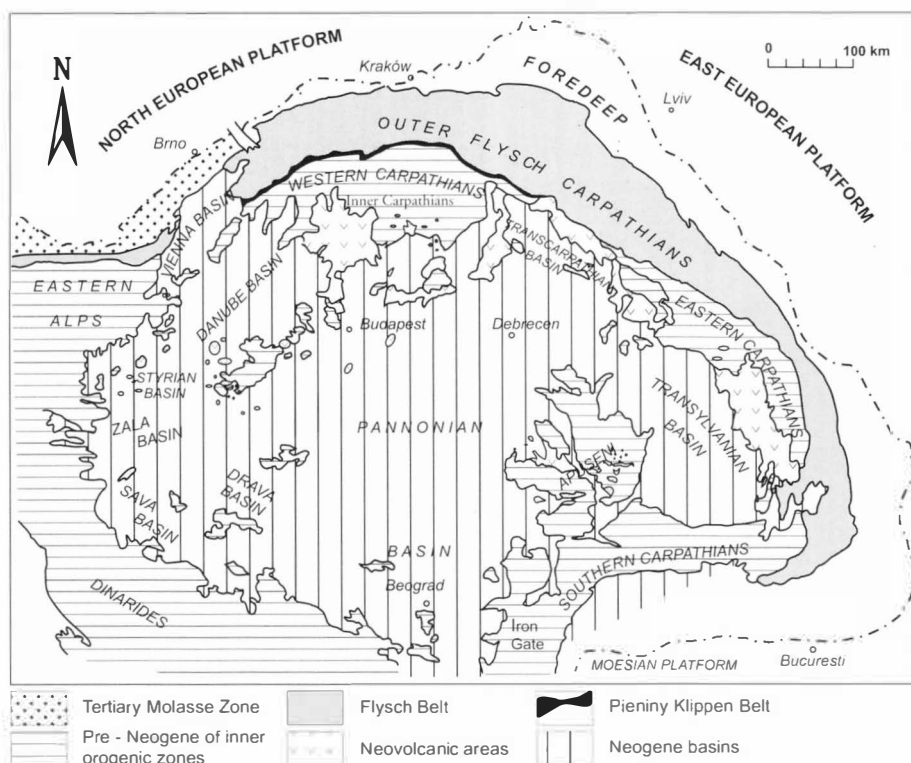 NORTH EUROPEAN PLATFORM
EAST EUROPEAN PLATFORM
FOREDEEP
0 100 km
N
Kraków
Lviv
Brno
OUTER FLYSCH CARPATHIANS
WESTERN CARPATHIANS
Inner Carpathians
VIENNA BASIN
TRANSCARPATHIAN
BASIN
EASTERN
ALPS
DANUBE BASIN
EASTERN CARPATHIANS
Budapest
Debrecen
STYRIAN
BASIN
TRANSYLVANIAN
BASIN
ZALA
BASIN
PANNONIAN
APUSENI
DRAVA
BASIN
SAVA
BASIN
BASIN
Beograd
SOUTHERN CARPATHIANS
DINARIDES
Iron
Gate
MOESIAN PLATFORM
Bucuresti
Tertiary Molasse Zone
Flysch Belt
Pieniny Klippen Belt
Pre - Neogene of inner
orogenic zones
Neovolcanic areas
Neogene basins